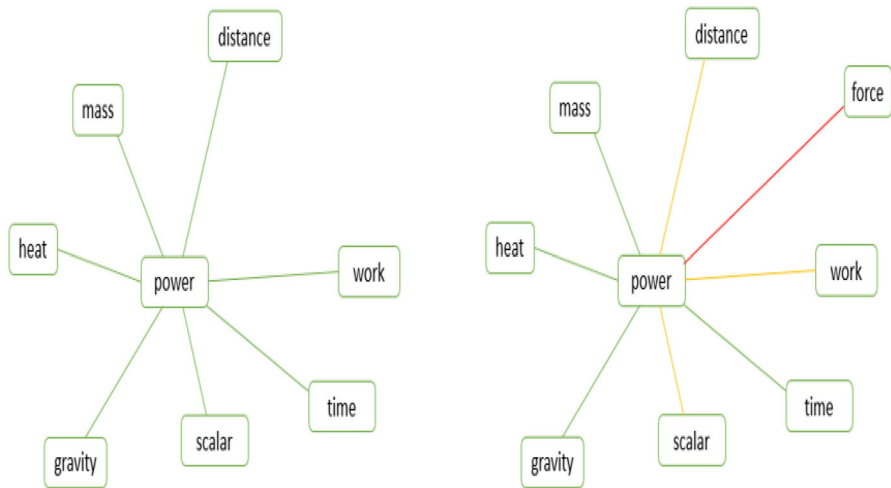 distance
mass
heat
power
work
time
scalar
gravity
distance
force
mass
heat
power
work
time
scalar
gravity